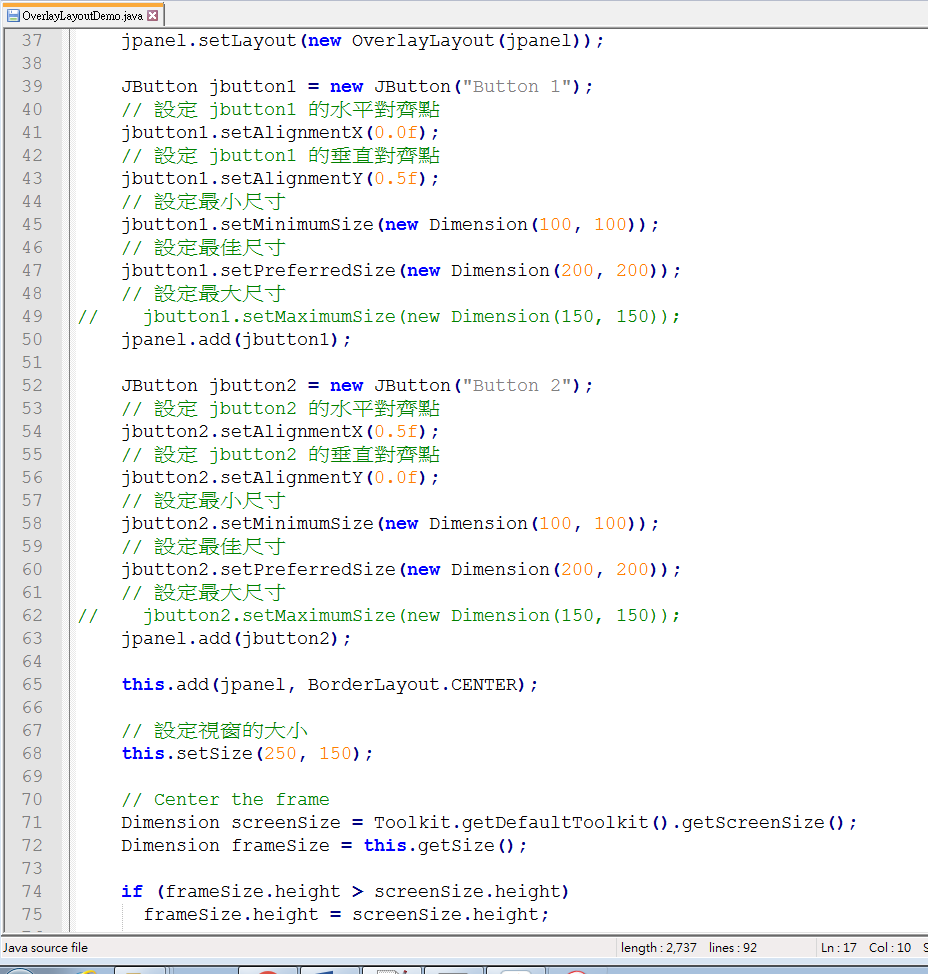 OverlayLayoutDemo.java
37 jpanel.setLayout(new OverlayLayout(jpanel));
38
39 JButton jbutton1 = new JButton("Button 1");
40 // 設定 jbutton1 的水平對齊點
41 jbutton1.setAlignmentX(0.0f);
42 // 設定 jbutton1 的垂直對齊點
43 jbutton1.setAlignmentY(0.5f);
44 // 設定最小尺寸
45 jbutton1.setMinimumSize(new Dimension(100, 100));
46 // 設定最佳尺寸
47 jbutton1.setPreferredSize(new Dimension(200, 200));
48 // 設定最大尺寸
49 //    jbutton1.setMaximumSize(new Dimension(150, 150));
50 jpanel.add(jbutton1);
51
52 JButton jbutton2 = new JButton("Button 2");
53 // 設定 jbutton2 的水平對齊點
54 jbutton2.setAlignmentX(0.5f);
55 // 設定 jbutton2 的垂直對齊點
56 jbutton2.setAlignmentY(0.0f);
57 // 設定最小尺寸
58 jbutton2.setMinimumSize(new Dimension(100, 100));
59 // 設定最佳尺寸
60 jbutton2.setPreferredSize(new Dimension(200, 200));
61 // 設定最大尺寸
62 //    jbutton2.setMaximumSize(new Dimension(150, 150));
63 jpanel.add(jbutton2);
64
65 this.add(jpanel, BorderLayout.CENTER);
66
67 // 設定視窗的大小
68 this.setSize(250, 150);
69
70 // Center the frame
71 Dimension screenSize = Toolkit.getDefaultToolkit().getScreenSize();
72 Dimension frameSize = this.getSize();
73
74 if (frameSize.height > screenSize.height)
75   frameSize.height = screenSize.height;
Java source file length : 2,737 lines : 92 Ln : 17 Col : 10